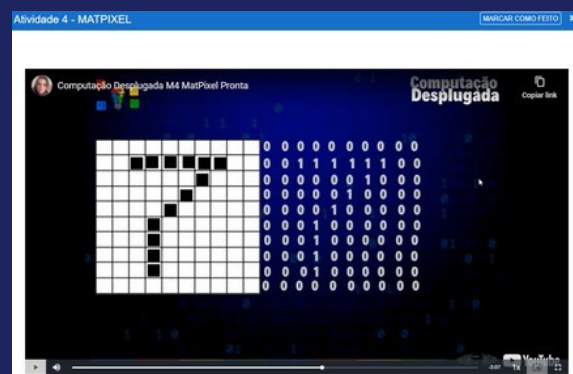 Atividade 4 - MATPIXEL
MARCAR COMO FEITO
Computação Desplugada M4 MatPixel Pronta
Computação
Desplugada
Copiar link
0 0 0 0 0 0 0 0 0 0
0 0 1 1 1 1 1 1 0 0
0 0 0 0 0 0 1 0 0 0
0 0 0 0 0 1 0 0 0 0
0 0 0 0 1 0 0 0 0 0
0 0 0 1 0 0 0 0 0 0
0 0 0 1 0 0 0 0 0 0
0 0 0 1 0 0 0 0 0 0
0 0 0 1 0 0 0 0 0 0
0 0 0 0 0 0 0 0 0 0
YouTube
1x